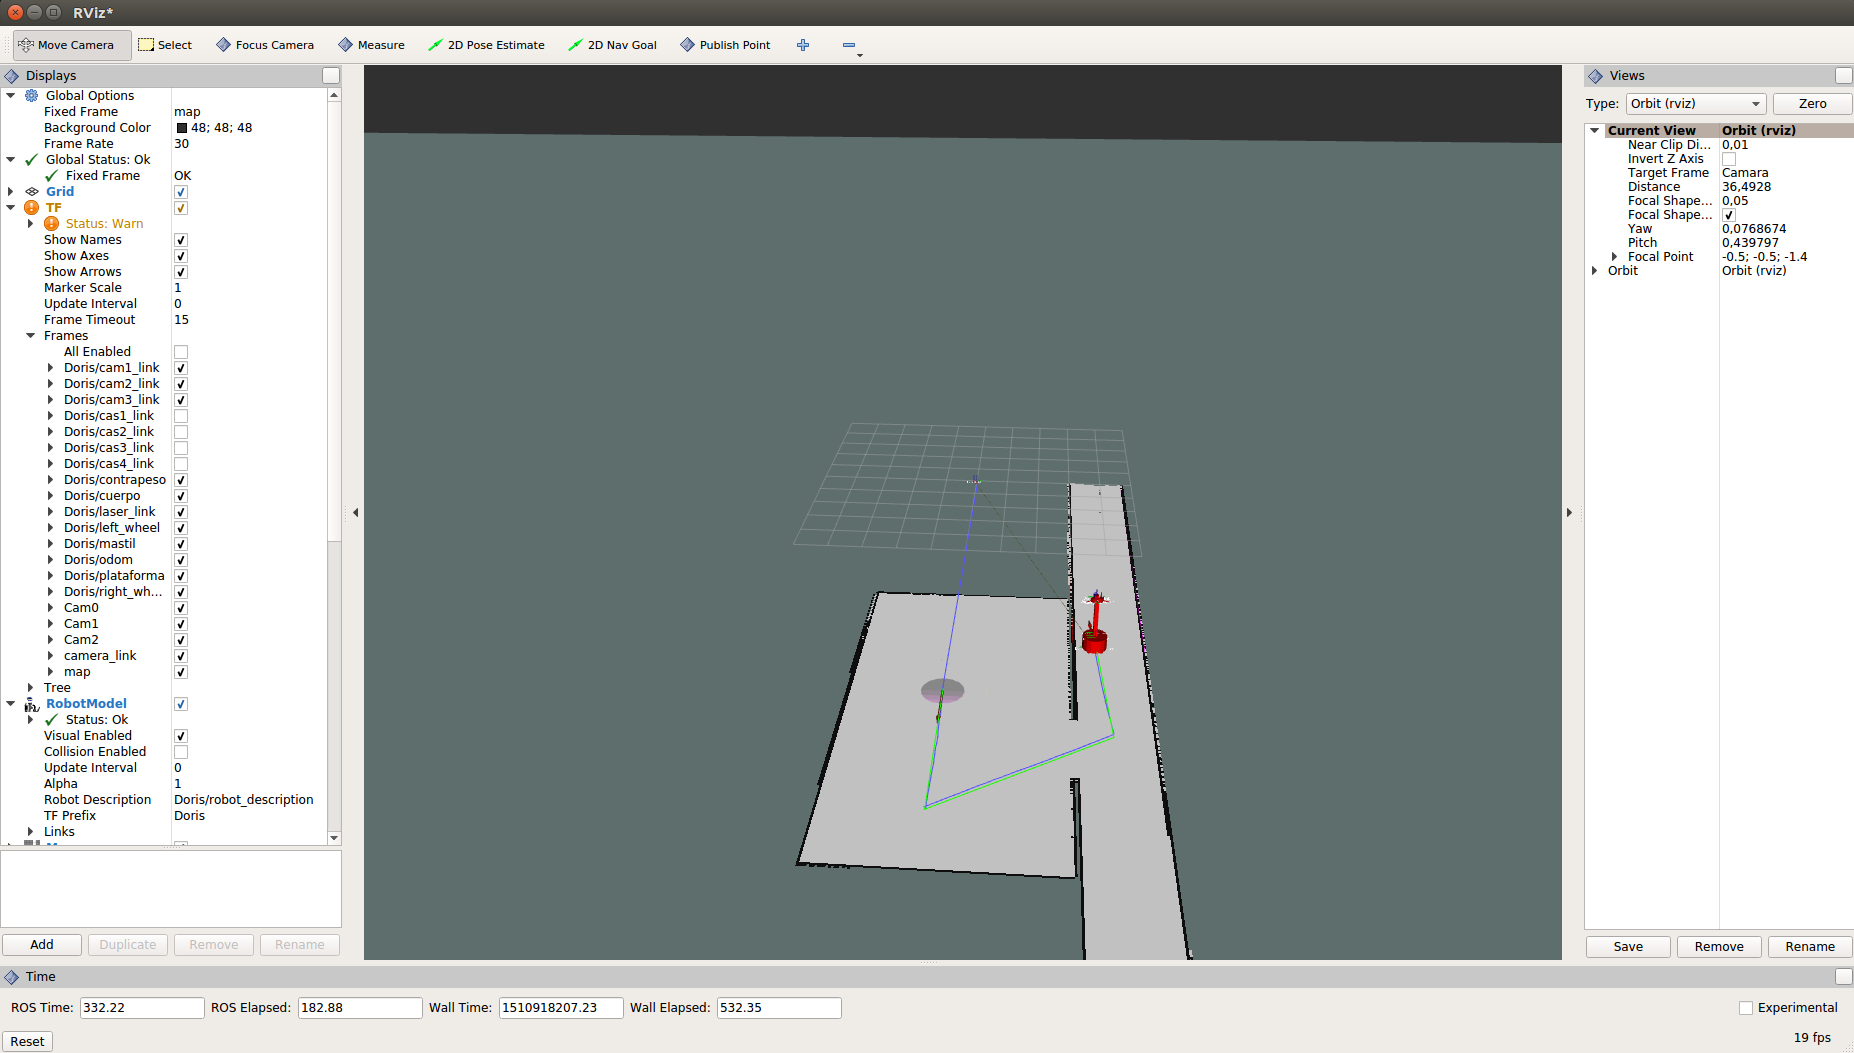 RViz*
Move Camera Select Focus Camera Measure 2D Pose Estimate 2D Nav Goal Publish Point
Displays
Global Options
Fixed Frame map
Background Color 48; 48; 48
Frame Rate 30
Global Status: Ok
Fixed Frame OK
Grid
TF
Status: Warn
Show Names
Show Axes
Show Arrows
Marker Scale 1
Update Interval 0
Frame Timeout 15
Frames
All Enabled
Doris/cam1_link
Doris/cam2_link
Doris/cam3_link
Doris/cas1_link
Doris/cas2_link
Doris/cas3_link
Doris/cas4_link
Doris/contrapeso
Doris/cuerpo
Doris/laser_link
Doris/left_wheel
Doris/mastil
Doris/odom
Doris/plataforma
Doris/right_wh...
Cam0
Cam1
Cam2
camera_link
map
Tree
RobotModel
Status: Ok
Visual Enabled
Collision Enabled
Update Interval 0
Alpha 1
Robot Description Doris/robot_description
TF Prefix Doris
Links
Add Duplicate Remove Rename
Views
Type: Orbit (rviz) Zero
Current View Orbit (rviz)
Near Clip Di... 0,01
Invert Z Axis
Target Frame Camara
Distance 36,4928
Focal Shape... 0,05
Focal Shape...
Yaw 0,0768674
Pitch 0,439797
Focal Point -0.5; -0.5; -1.4
Orbit Orbit (rviz)
Save Remove Rename
Time
ROS Time: 332.22 ROS Elapsed: 182.88 Wall Time: 1510918207.23 Wall Elapsed: 532.35 Experimental
Reset 19 fps